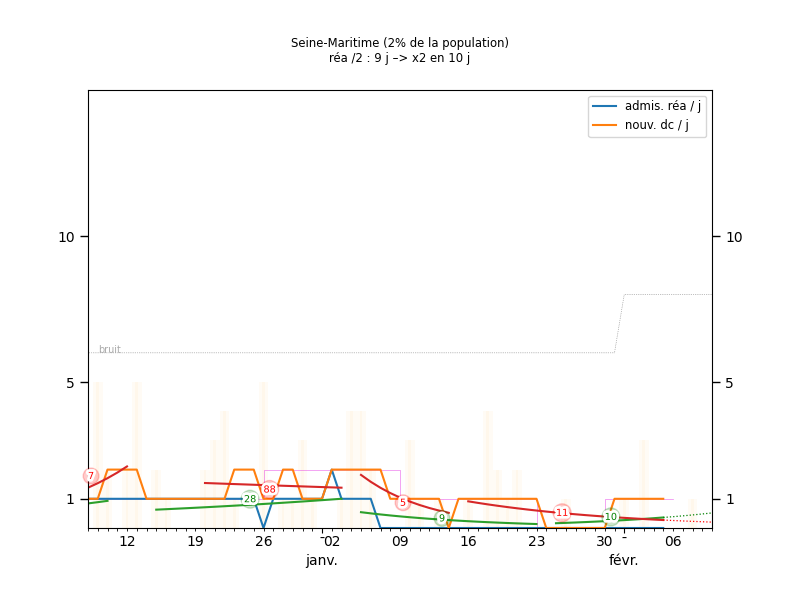 Seine-Maritime (2% de la population)
réa /2 : 9 j –> x2 en 10 j
admis. réa / j
nouv. dc / j
10 10
bruit
5 5
7 88 28 5 9 11 10
1 1
12 19 26 02 09 16 23 30 06
janv. févr.